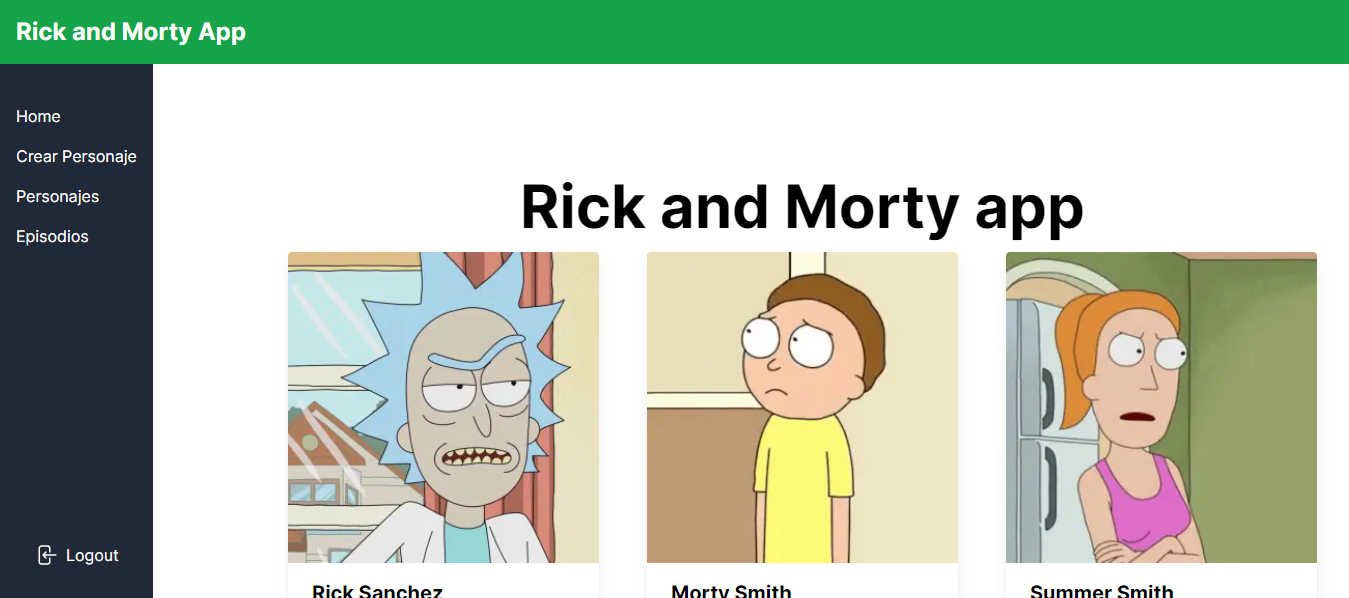 Rick and Morty App
Home
Crear Personaje
Personajes
Episodios
Logout
Rick and Morty app
Rick Sanchez
Morty Smith
Summer Smith